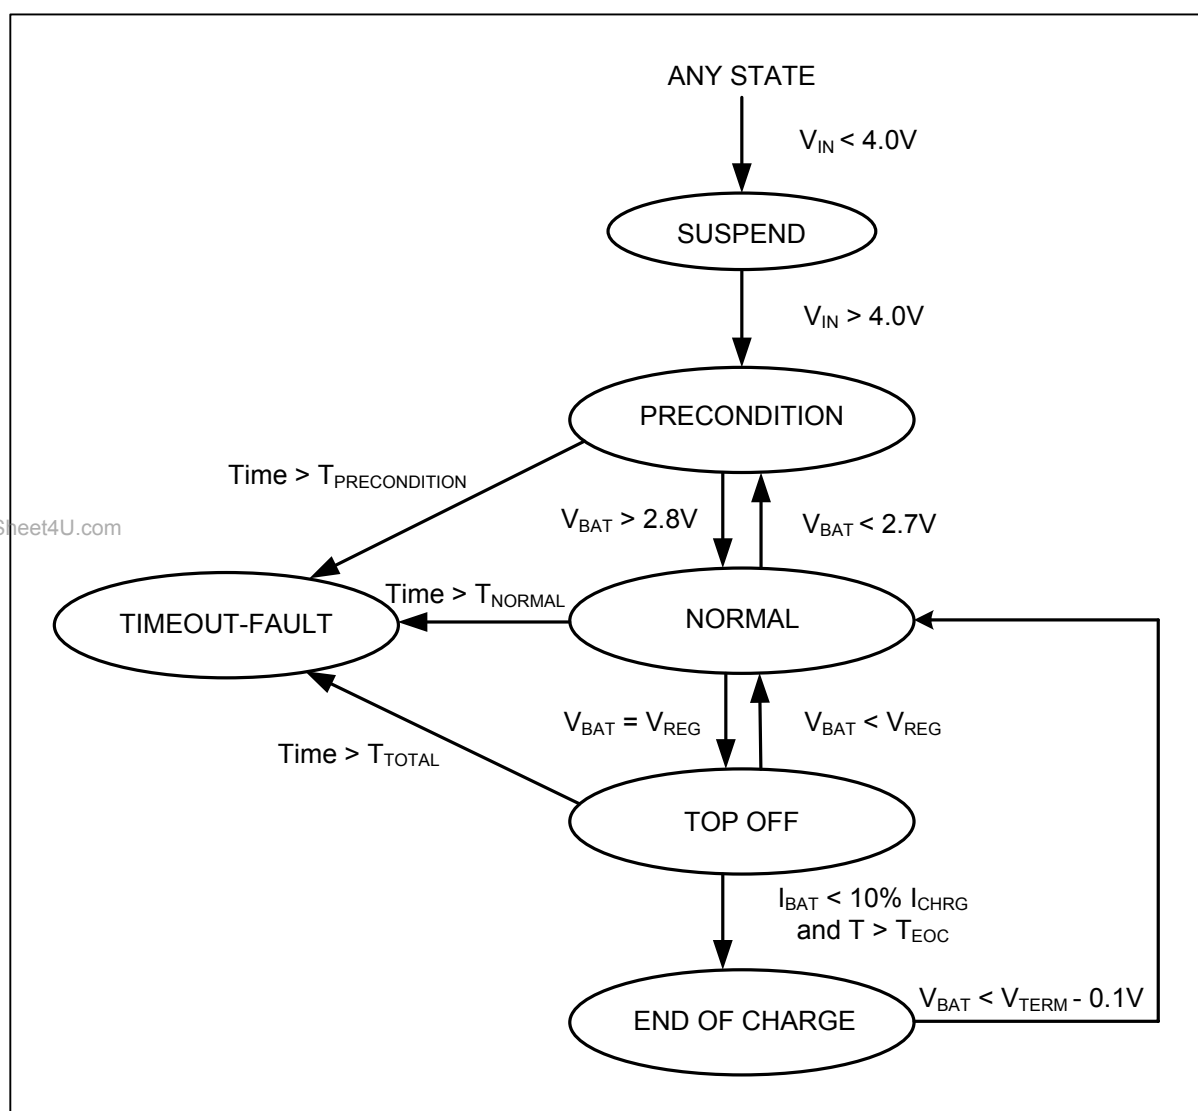 ANY STATE
V_IN < 4.0V
SUSPEND
V_IN > 4.0V
PRECONDITION
Time > T_PRECONDITION
heet4U.com
V_BAT > 2.8V
V_BAT < 2.7V
Time > T_NORMAL
TIMEOUT-FAULT
NORMAL
V_BAT = V_REG
V_BAT < V_REG
Time > T_TOTAL
TOP OFF
I_BAT < 10% I_CHRG
and T > T_EOC
V_BAT < V_TERM - 0.1V
END OF CHARGE